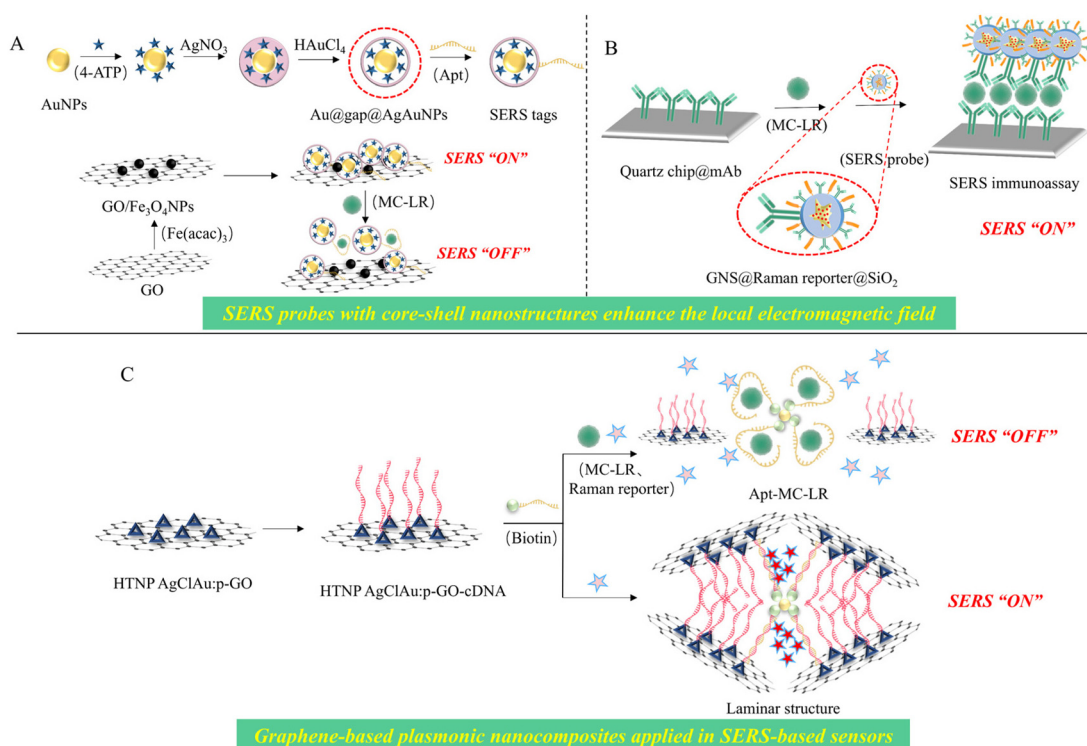 A
(4-ATP)
AgNO3
HAuCl4
(Apt)
AuNPs
Au@gap@AgAuNPs
SERS tags
SERS “ON”
GO/Fe3O4NPs
(MC-LR)
(Fe(acac)3)
SERS “OFF”
GO
B
(MC-LR)
(SERS probe)
Quartz chip@mAb
SERS immunoassay
SERS “ON”
GNS@Raman reporter@SiO2
SERS probes with core-shell nanostructures enhance the local electromagnetic field
C
SERS “OFF”
(MC-LR、
Raman reporter)
Apt-MC-LR
(Biotin)
HTNP AgClAu:p-GO
HTNP AgClAu:p-GO-cDNA
SERS “ON”
Laminar structure
Graphene-based plasmonic nanocomposites applied in SERS-based sensors